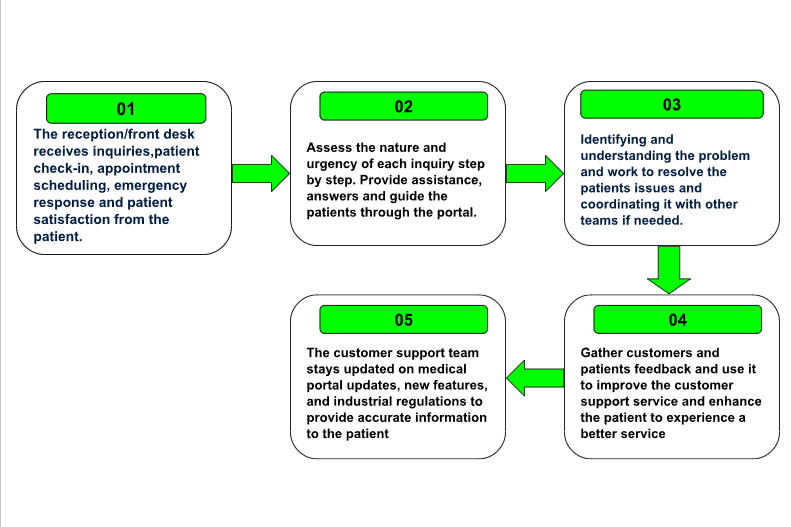 01
The reception/front desk
receives inquiries,patient
check-in, appointment
scheduling, emergency
response and patient
satisfaction from the
patient.
02
Assess the nature and
urgency of each inquiry step
by step. Provide assistance,
answers and guide the
patients through the portal.
03
Identifying and
understanding the problem
and work to resolve the
patients issues and
coordinating it with other
teams if needed.
04
Gather customers and
patients feedback and use it
to improve the customer
support service and enhance
the patient to experience a
better service
05
The customer support team
stays updated on medical
portal updates, new features,
and industrial regulations to
provide accurate information
to the patient